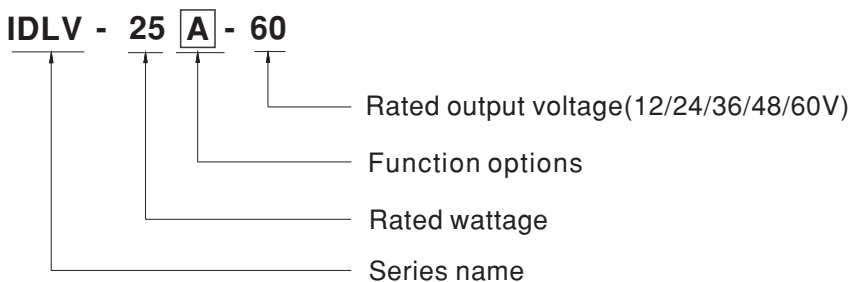 IDLV - 25 A - 60
Rated output voltage(12/24/36/48/60V)
Function options
Rated wattage
Series name